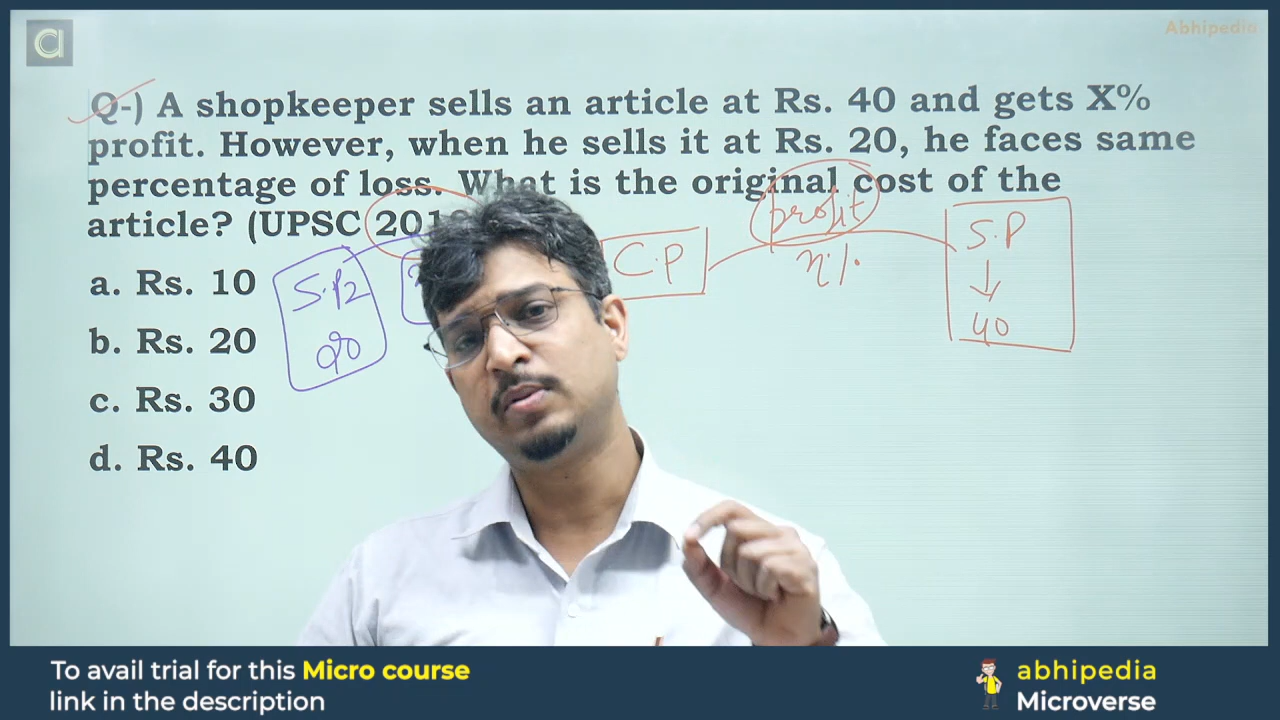 a
Abhipedia
Q-) A shopkeeper sells an article at Rs. 40 and gets X%
profit. However, when he sells it at Rs. 20, he faces same
percentage of loss. What is the original cost of the
article? (UPSC
a. Rs. 10
b. Rs. 20
c. Rs. 30
d. Rs. 40
S.P2
20
C.P
profit
x%
S.P
40
To avail trial for this Micro course
link in the description
abhipedia
Microverse